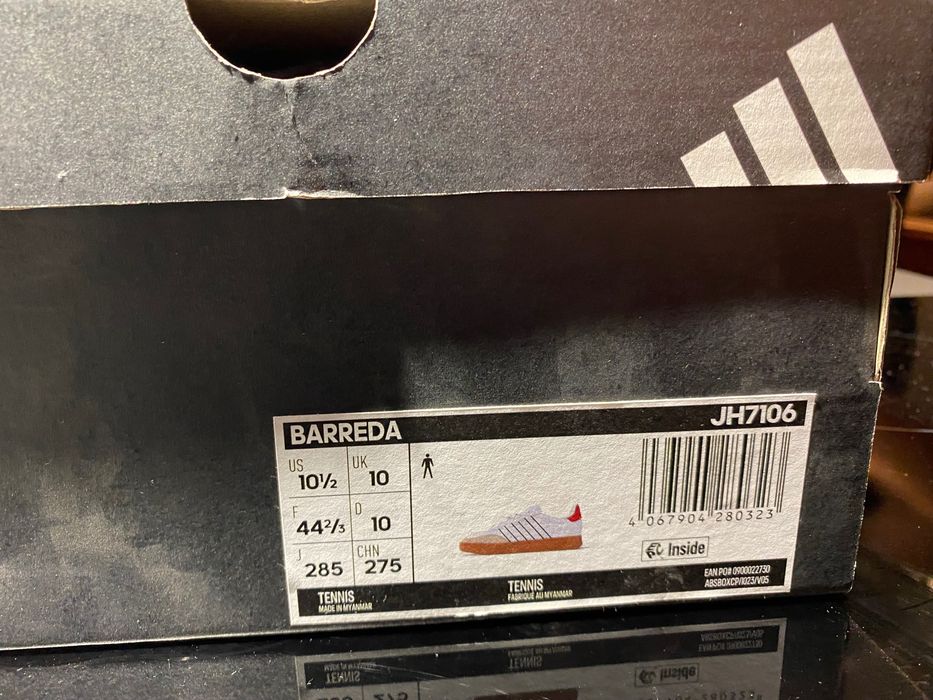 BARREDA
JH7106
US
10½
UK
10
F
44⅔
D
10
J
285
CHN
275
4 067904 280323
Inside
EAN PO# 0900022730
ABSBOXCP/1023/V05
TENNIS
MADE IN MYANMAR
TENNIS
FABRIQUÉ AU MYANMAR